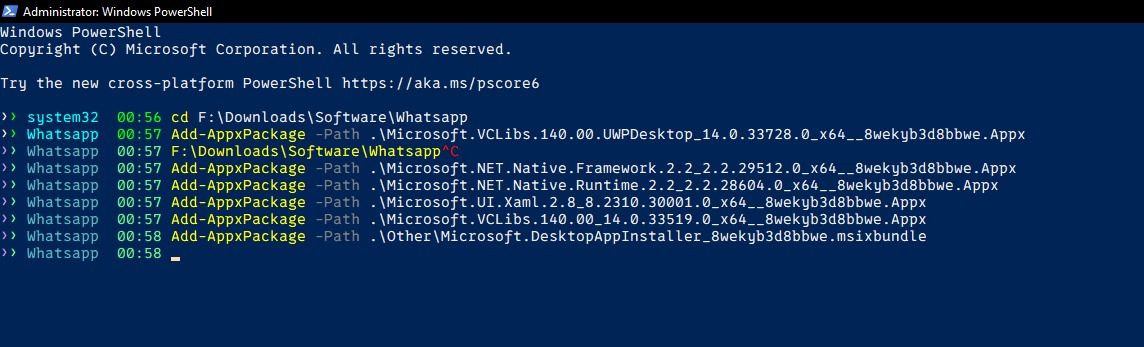 Administrator: Windows PowerShell
Windows PowerShell
Copyright (C) Microsoft Corporation. All rights reserved.
Try the new cross-platform PowerShell https://aka.ms/pscore6
❯❯ system32 00:56 cd F:\Downloads\Software\Whatsapp
❯❯ Whatsapp 00:57 Add-AppxPackage -Path .\Microsoft.VCLibs.140.00.UWPDesktop_14.0.33728.0_x64__8wekyb3d8bbwe.Appx
❯❯ Whatsapp 00:57 F:\Downloads\Software\Whatsapp^C
❯❯ Whatsapp 00:57 Add-AppxPackage -Path .\Microsoft.NET.Native.Framework.2.2_2.2.29512.0_x64__8wekyb3d8bbwe.Appx
❯❯ Whatsapp 00:57 Add-AppxPackage -Path .\Microsoft.NET.Native.Runtime.2.2_2.2.28604.0_x64__8wekyb3d8bbwe.Appx
❯❯ Whatsapp 00:57 Add-AppxPackage -Path .\Microsoft.UI.Xaml.2.8_8.2310.30001.0_x64__8wekyb3d8bbwe.Appx
❯❯ Whatsapp 00:57 Add-AppxPackage -Path .\Microsoft.VCLibs.140.00_14.0.33519.0_x64__8wekyb3d8bbwe.Appx
❯❯ Whatsapp 00:58 Add-AppxPackage -Path .\Other\Microsoft.DesktopAppInstaller_8wekyb3d8bbwe.msixbundle
❯❯ Whatsapp 00:58